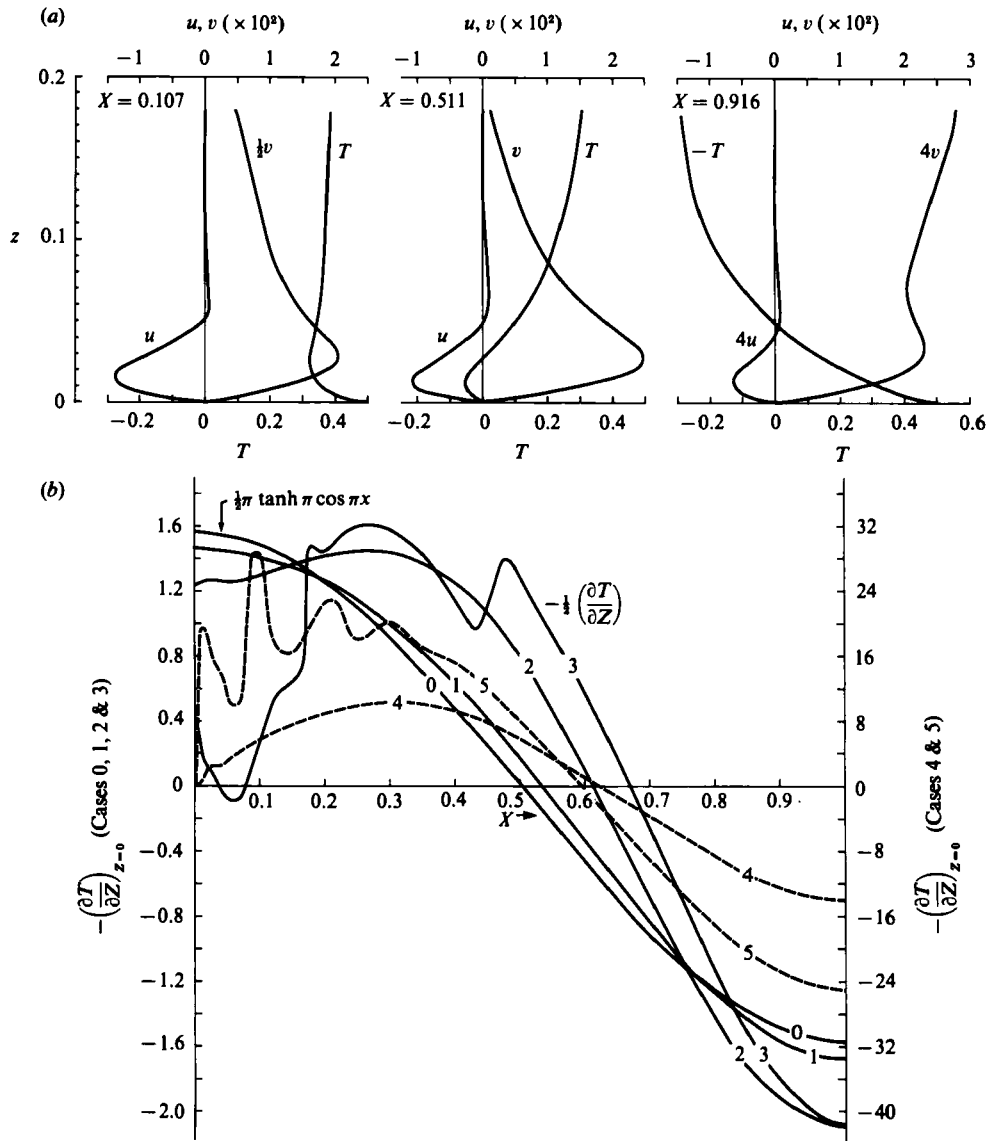 (a)
u, v (× 10²) u, v (× 10²) u, v (× 10²)
−1 0 1 2 −1 0 1 2 −1 0 1 2 3
0.2
X = 0.107 X = 0.511 X = 0.916
½v T v T −T 4v
z 0.1
u u 4u
0
−0.2 0 0.2 0.4 −0.2 0 0.2 0.4 −0.2 0 0.2 0.4 0.6
T T T
(b)
½π tanh π cos πx
1.6 32
1.2 24
−½ (∂T/∂Z)
0.8 16
2 3
0 1 5
0.4 4 8
0 0.1 0.2 0.3 0.4 0.5 0.6 0.7 0.8 0.9 0
X →
−0.4 −8
4
−0.8 −16
5
−1.2 −24
0
−1.6 −32
2 3 1
−2.0 −40
−(∂T/∂Z)z=0 (Cases 0, 1, 2 & 3)
−(∂T/∂Z)z=0 (Cases 4 & 5)